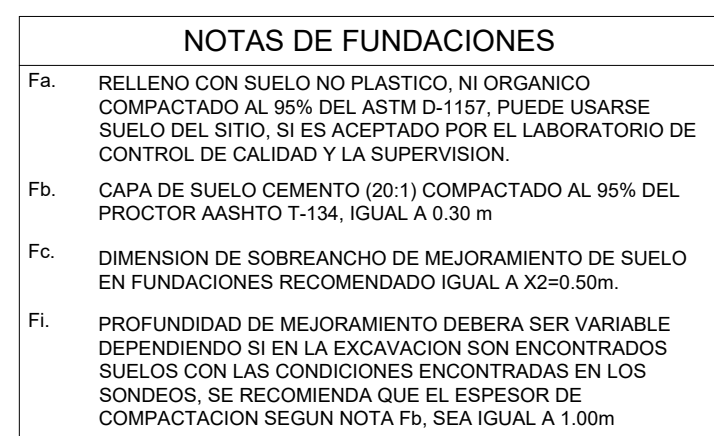 NOTAS DE FUNDACIONES
Fa. RELLENO CON SUELO NO PLASTICO, NI ORGANICO
COMPACTADO AL 95% DEL ASTM D-1157, PUEDE USARSE
SUELO DEL SITIO, SI ES ACEPTADO POR EL LABORATORIO DE
CONTROL DE CALIDAD Y LA SUPERVISION.
Fb. CAPA DE SUELO CEMENTO (20:1) COMPACTADO AL 95% DEL
PROCTOR AASHTO T-134, IGUAL A 0.30 m
Fc. DIMENSION DE SOBREANCHO DE MEJORAMIENTO DE SUELO
EN FUNDACIONES RECOMENDADO IGUAL A X2=0.50m.
Fi. PROFUNDIDAD DE MEJORAMIENTO DEBERA SER VARIABLE
DEPENDIENDO SI EN LA EXCAVACION SON ENCONTRADOS
SUELOS CON LAS CONDICIONES ENCONTRADAS EN LOS
SONDEOS, SE RECOMIENDA QUE EL ESPESOR DE
COMPACTACION SEGUN NOTA Fb, SEA IGUAL A 1.00m